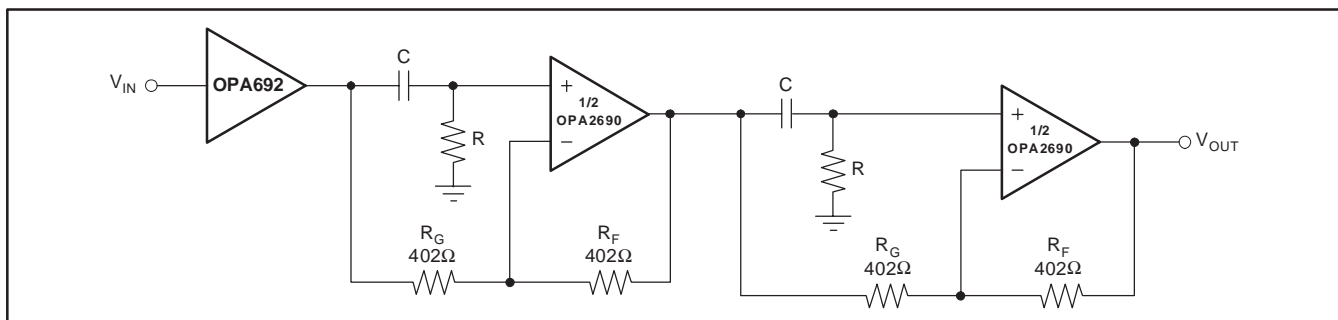 V_IN
OPA692
C
R
+
1/2
OPA2690
−
R_G
402Ω
R_F
402Ω
C
R
+
1/2
OPA2690
−
V_OUT
R_G
402Ω
R_F
402Ω